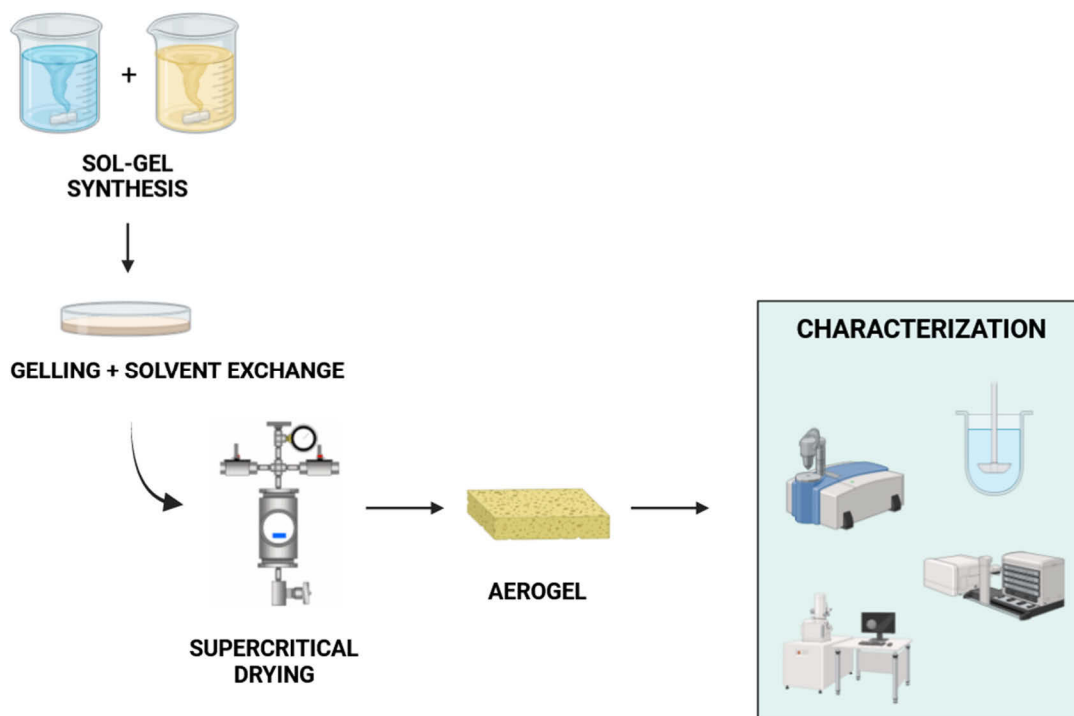 +
SOL-GEL
SYNTHESIS
GELLING + SOLVENT EXCHANGE
SUPERCRITICAL
DRYING
AEROGEL
CHARACTERIZATION